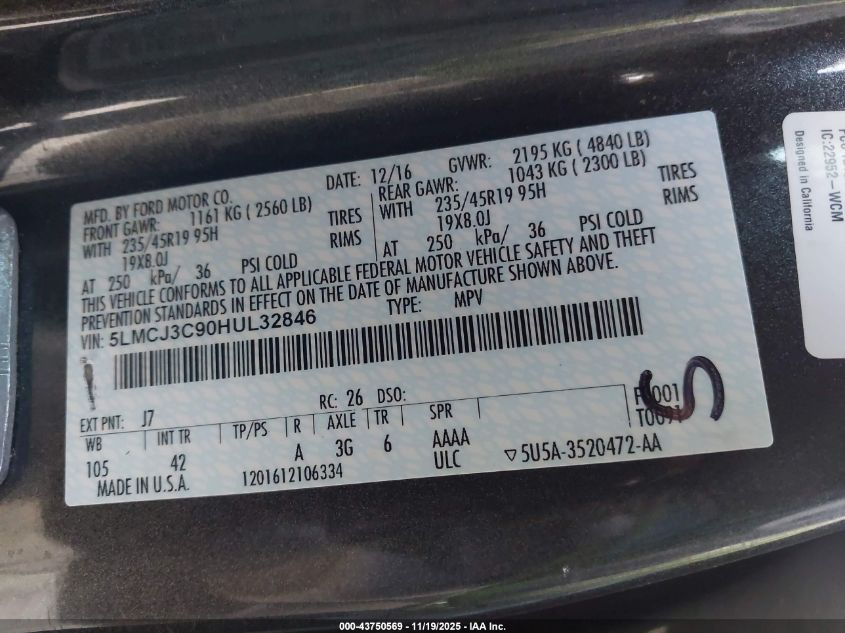 MFD. BY FORD MOTOR CO.
DATE: 12/16
GVWR: 2195 KG ( 4840 LB)
FRONT GAWR: 1161 KG ( 2560 LB)
REAR GAWR: 1043 KG ( 2300 LB)
WITH 235/45R19 95H TIRES
WITH 235/45R19 95H TIRES
19X8.0J RIMS
19X8.0J RIMS
AT 250 kPa/ 36 PSI COLD
AT 250 kPa/ 36 PSI COLD
THIS VEHICLE CONFORMS TO ALL APPLICABLE FEDERAL MOTOR VEHICLE SAFETY AND THEFT
PREVENTION STANDARDS IN EFFECT ON THE DATE OF MANUFACTURE SHOWN ABOVE.
VIN: 5LMCJ3C90HUL32846
TYPE: MPV
EXT PNT: J7 RC: 26 DSO:
WB INT TR TP/PS R AXLE TR SPR
105 42 A 3G 6 AAAA
ULC
MADE IN U.S.A. 1201612106334
▽5U5A-3520472-AA
IC:22952-WCM
Designed in California
000-43750569 - 11/19/2025 - IAA Inc.